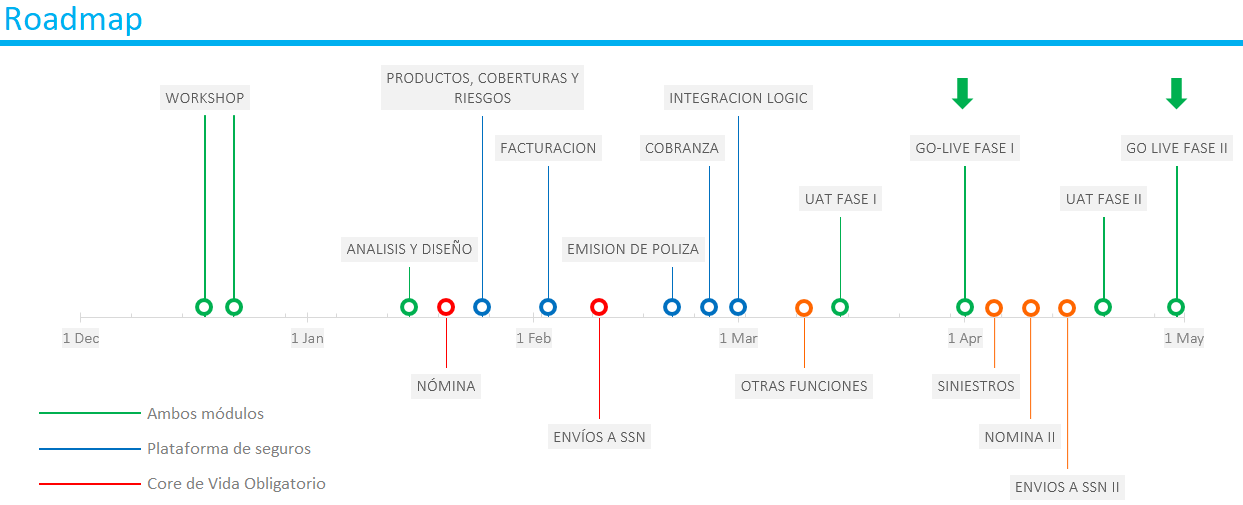 Roadmap
PRODUCTOS, COBERTURAS Y
RIESGOS
WORKSHOP
INTEGRACION LOGIC
FACTURACION
COBRANZA
GO-LIVE FASE I
GO LIVE FASE II
UAT FASE I
UAT FASE II
ANALISIS Y DISEÑO
EMISION DE POLIZA
1 Dec
1 Jan
1 Feb
1 Mar
1 Apr
1 May
NÓMINA
OTRAS FUNCIONES
SINIESTROS
ENVÍOS A SSN
NOMINA II
ENVIOS A SSN II
Ambos módulos
Plataforma de seguros
Core de Vida Obligatorio